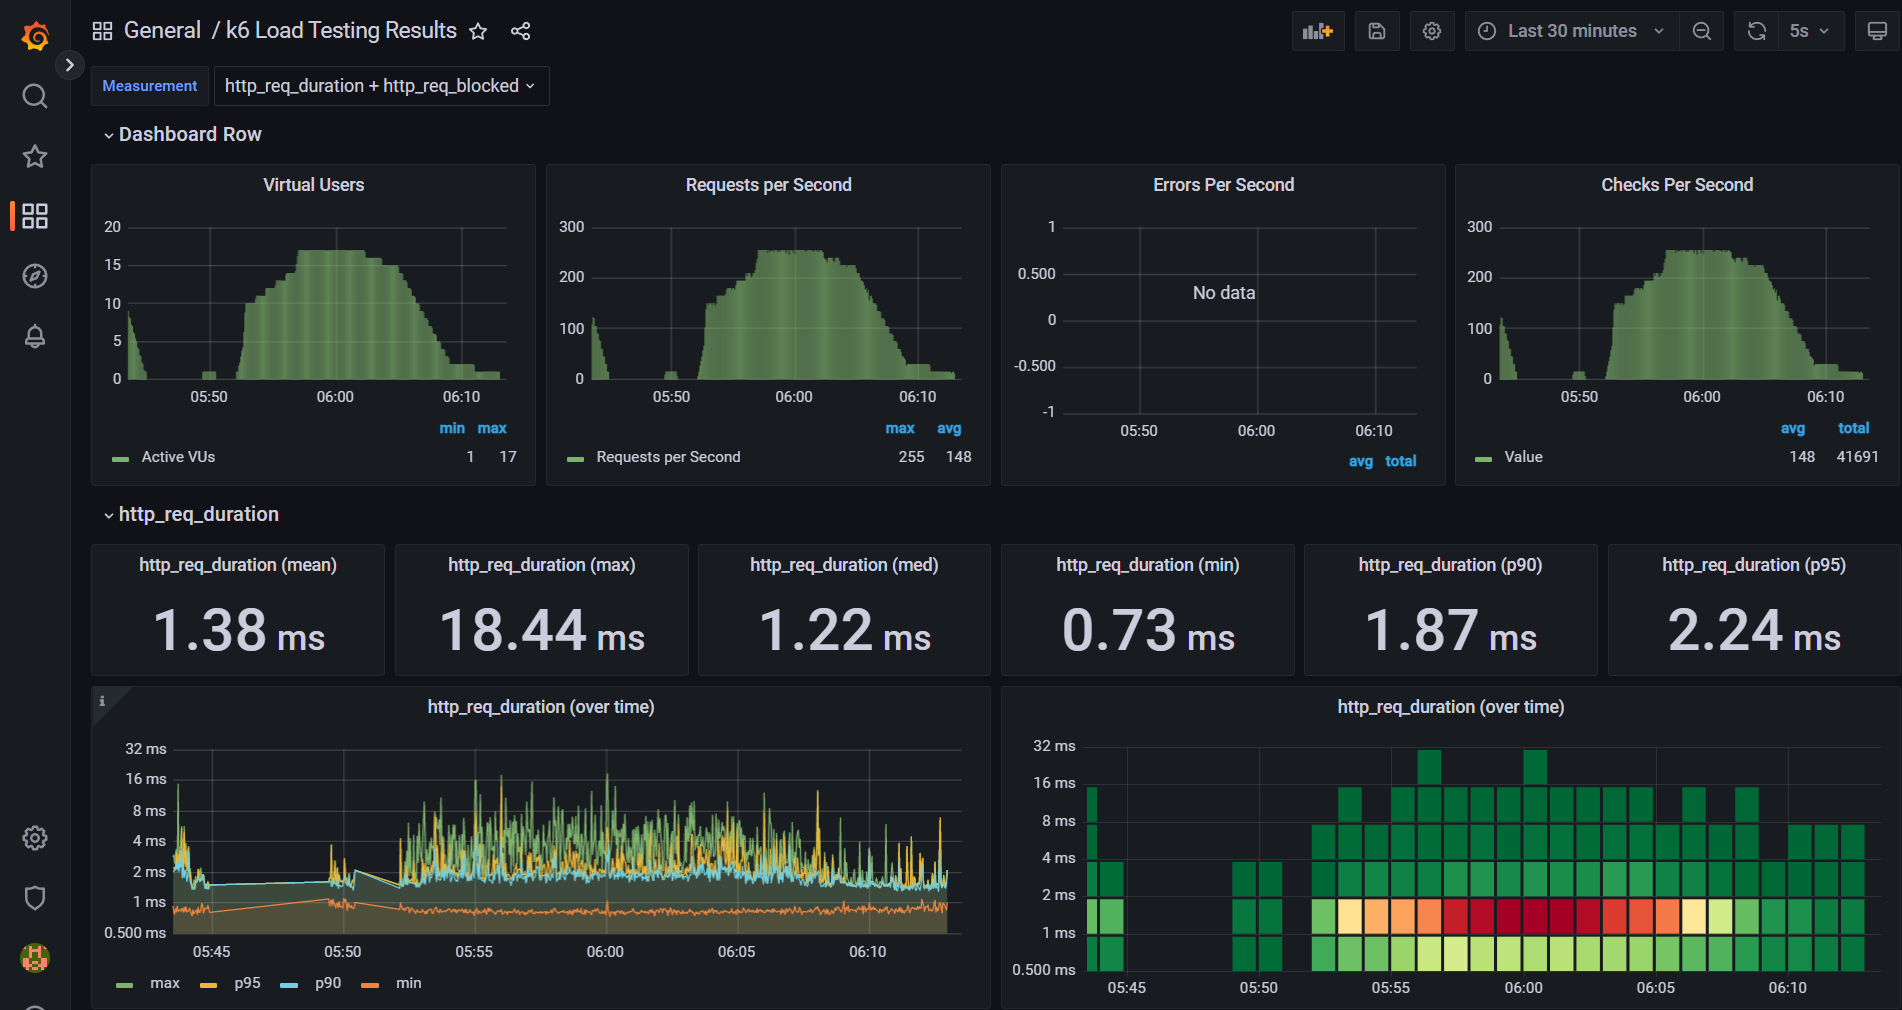 General / k6 Load Testing Results
Last 30 minutes
5s
Measurement
http_req_duration + http_req_blocked
Dashboard Row
Virtual Users
20
15
10
5
0
05:50 06:00 06:10
min max
Active VUs 1 17
Requests per Second
300
200
100
0
05:50 06:00 06:10
max avg
Requests per Second 255 148
Errors Per Second
1
0.500
0
-0.500
-1
No data
05:50 06:00 06:10
avg total
Checks Per Second
300
200
100
0
05:50 06:00 06:10
avg total
Value 148 41691
http_req_duration
http_req_duration (mean)
1.38 ms
http_req_duration (max)
18.44 ms
http_req_duration (med)
1.22 ms
http_req_duration (min)
0.73 ms
http_req_duration (p90)
1.87 ms
http_req_duration (p95)
2.24 ms
i
http_req_duration (over time)
32 ms
16 ms
8 ms
4 ms
2 ms
1 ms
0.500 ms
05:45 05:50 05:55 06:00 06:05 06:10
max p95 p90 min
http_req_duration (over time)
32 ms
16 ms
8 ms
4 ms
2 ms
1 ms
0.500 ms
05:45 05:50 05:55 06:00 06:05 06:10